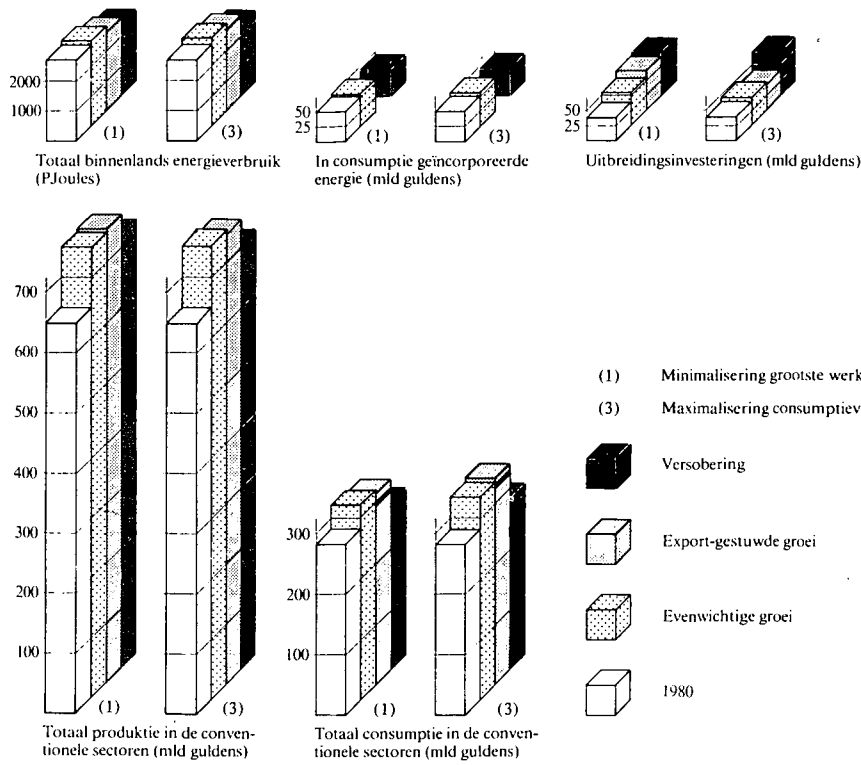 2000
1000
(1)
(3)
Totaal binnenlands energieverbruik
(PJoules)
50
25
(1)
(3)
In consumptie geïncorporeerde
energie (mld guldens)
50
25
(1)
(3)
Uitbreidingsinvesteringen (mld guldens)
700
600
500
400
300
200
100
(1)
(3)
Totaal produktie in de conven-
tionele sectoren (mld guldens)
300
200
100
(1)
(3)
Totaal consumptie in de conven-
tionele sectoren (mld guldens)
(1) Minimalisering grootste werk
(3) Maximalisering consumptiev
Versobering
Export-gestuwde groei
Evenwichtige groei
1980